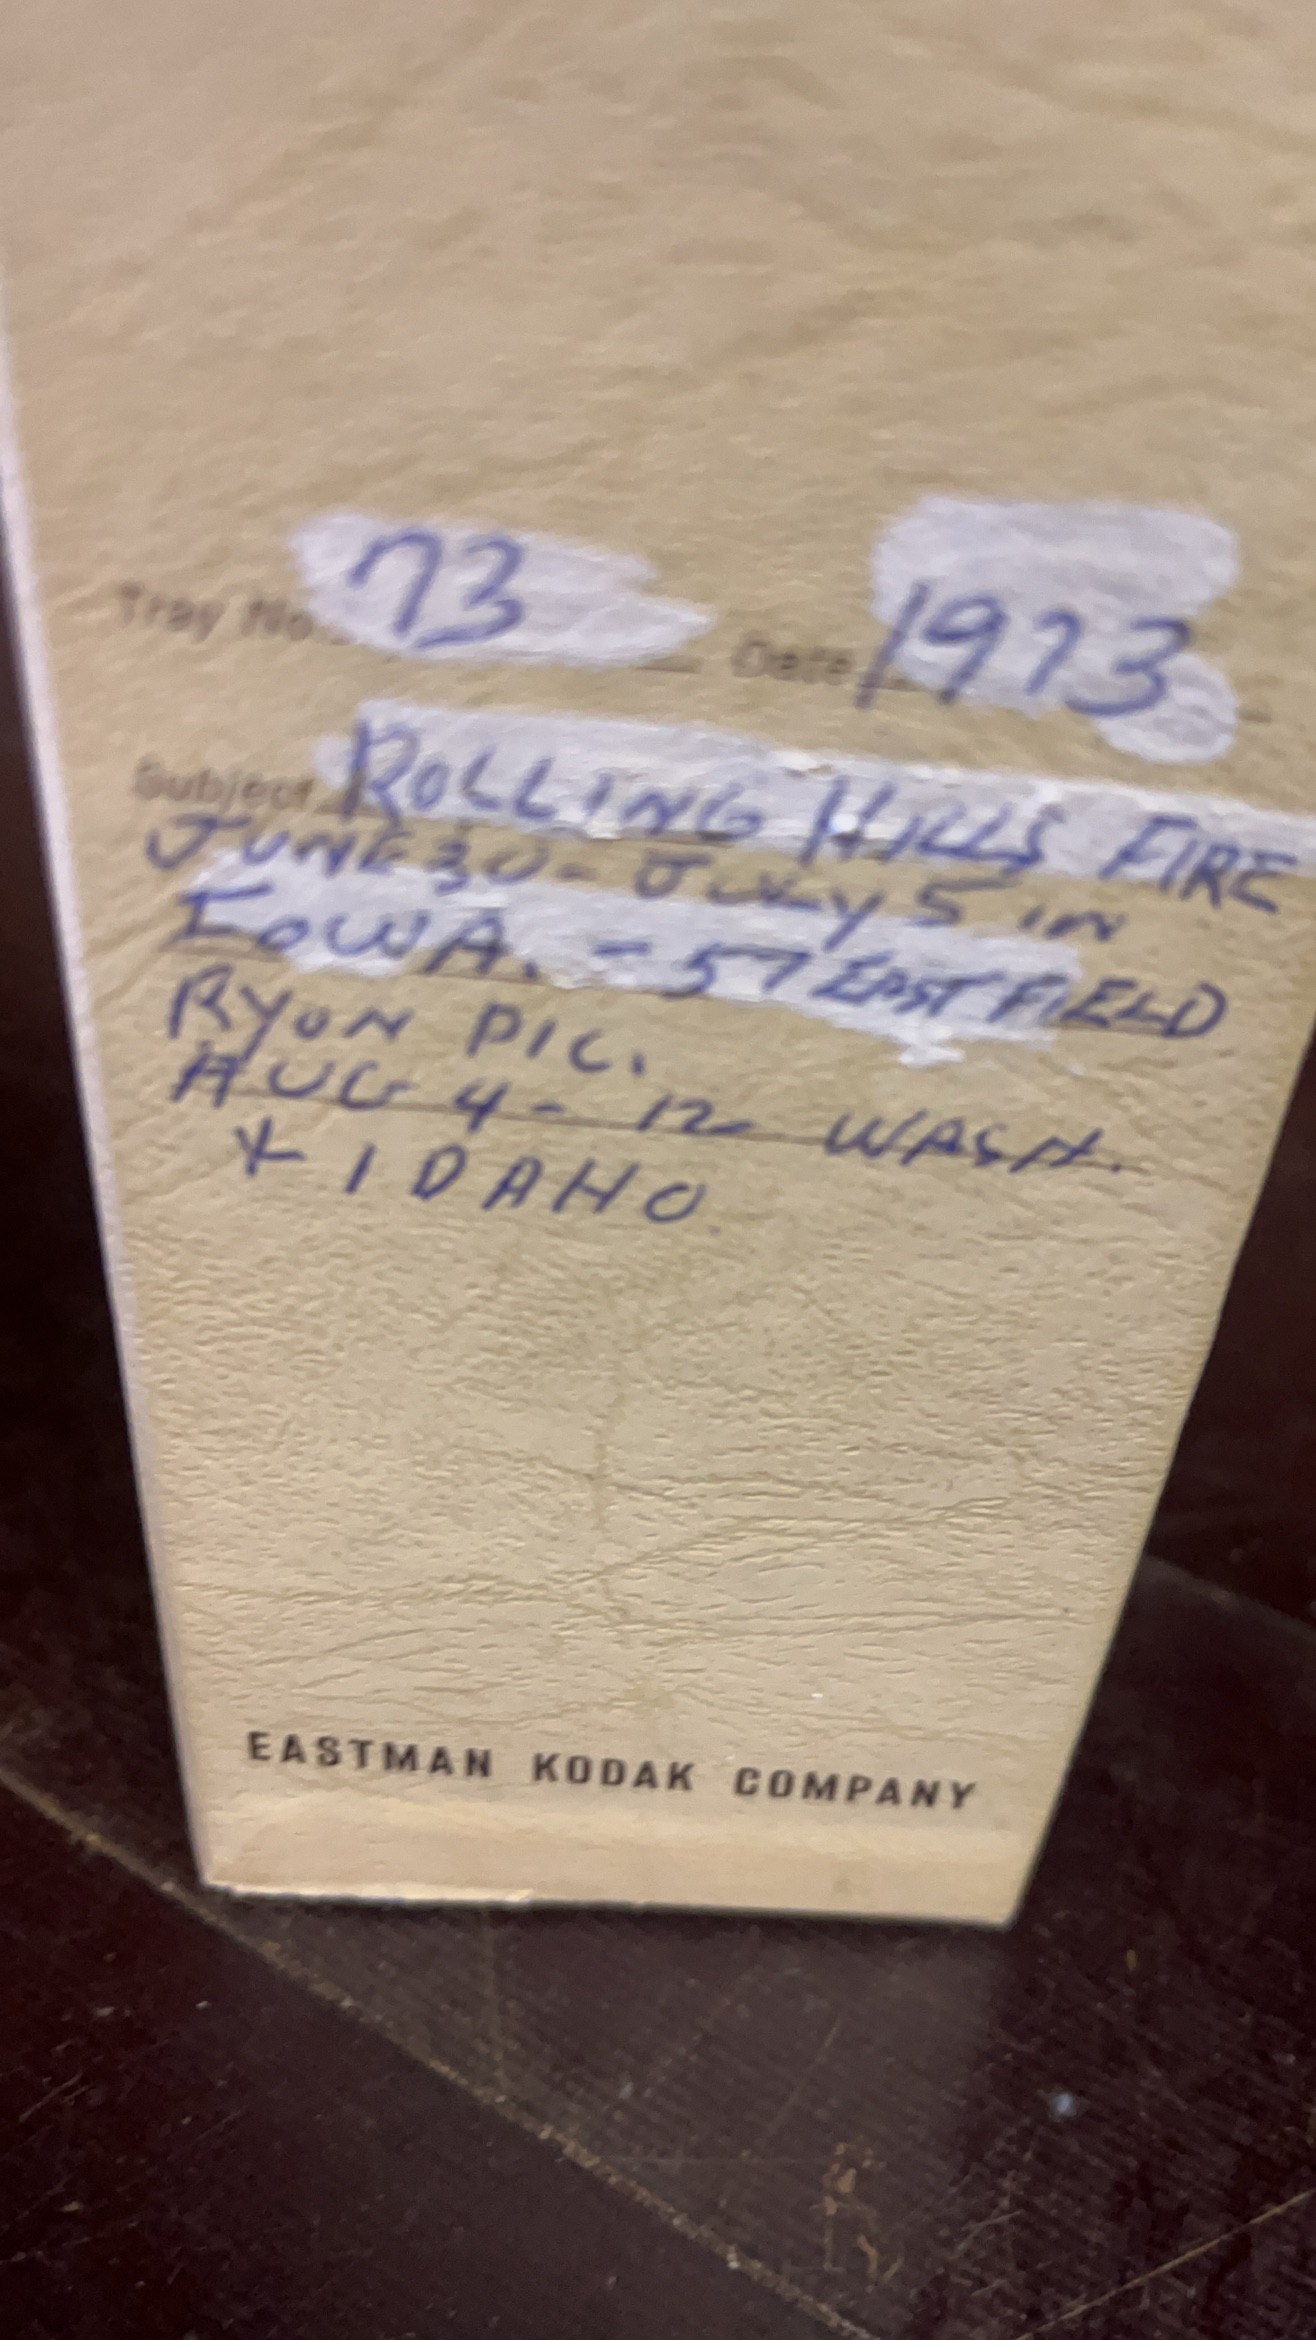 Tray No. 73 Date 1973
Subject ROLLING HILLS FIRE
JUNE 30 - JULY 5 IN
IOWA. - 57 EAST FIELD
RYON PIC.
AUG 4 - 12 WASH.
+ IDAHO
EASTMAN KODAK COMPANY